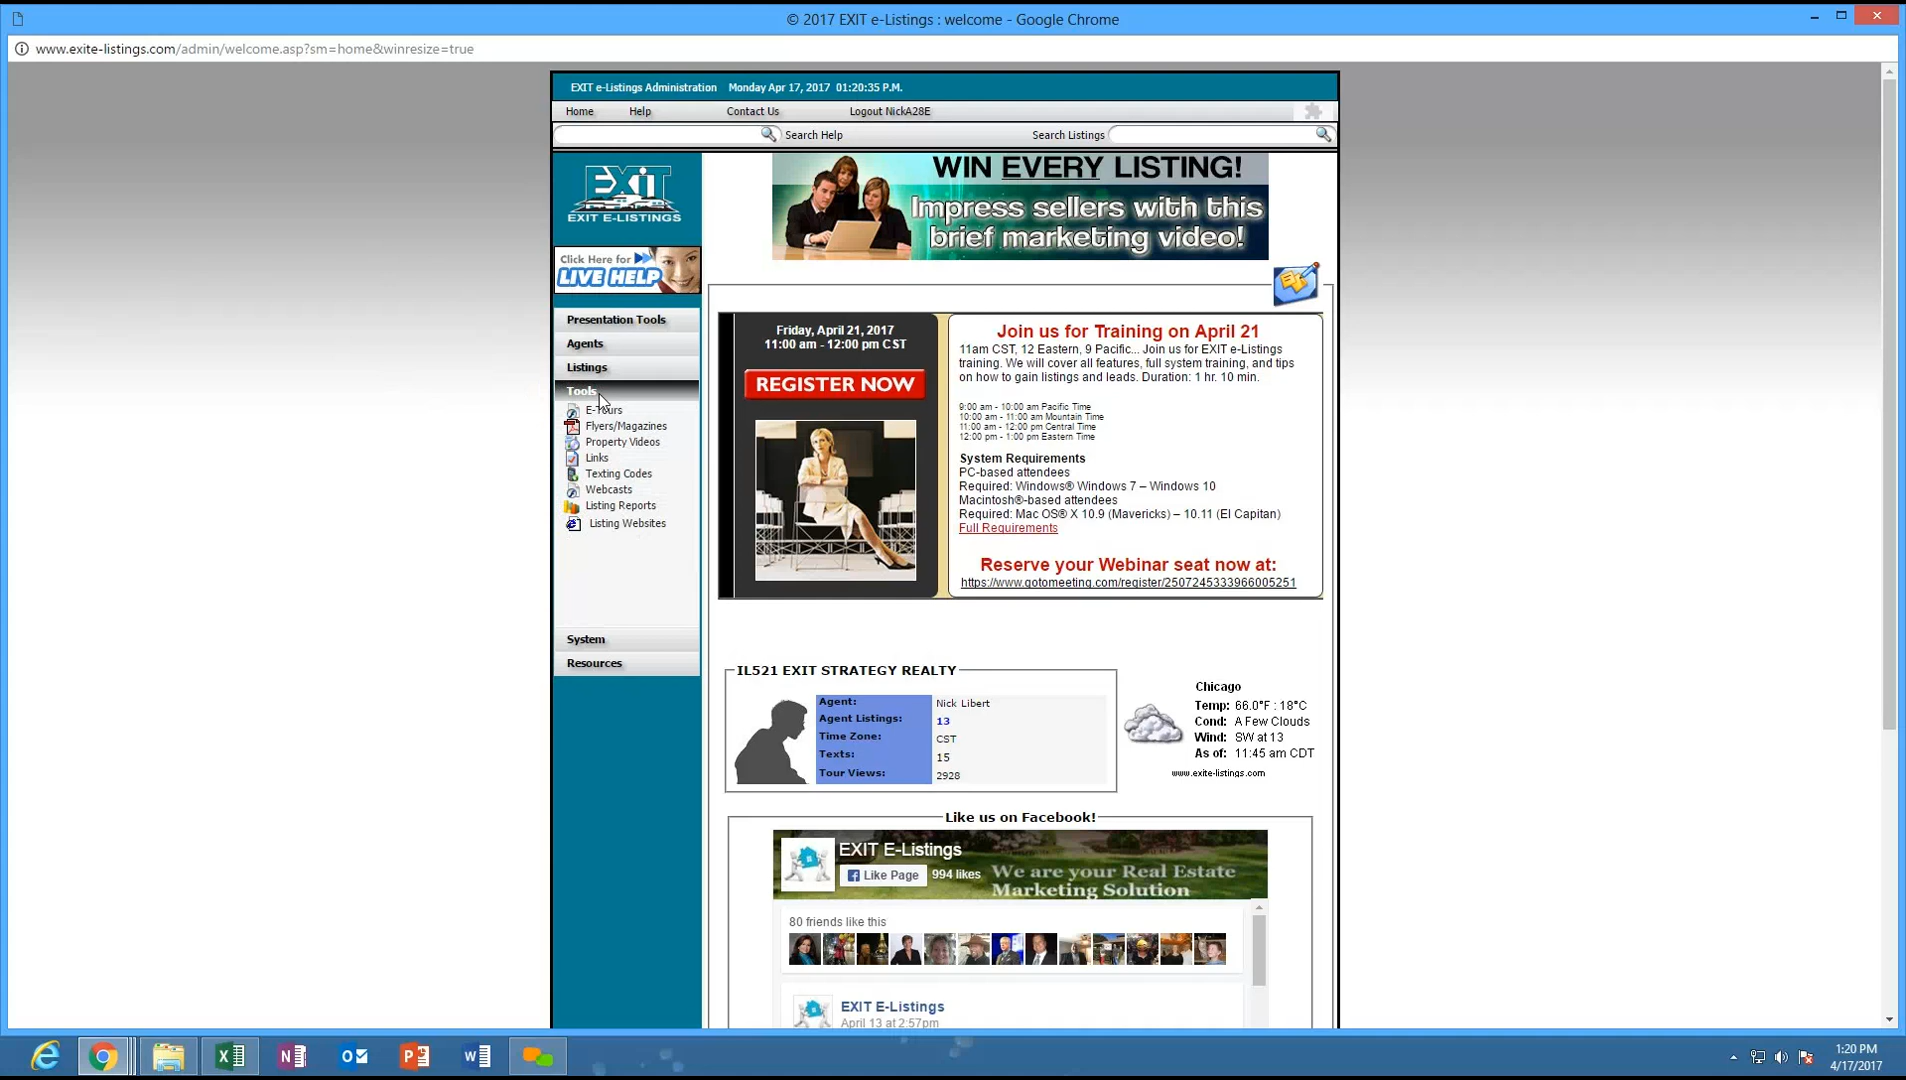 © 2017 EXIT e-Listings : welcome - Google Chrome
www.exite-listings.com/admin/welcome.asp?sm=home&winresize=true
EXIT e-Listings Administration Monday Apr 17, 2017 01:20:35 P.M.
Home Help Contact Us Logout NickA28E
Search Help Search Listings
EXIT
EXIT E-LISTINGS
Click Here for
LIVE HELP
Presentation Tools
Agents
Listings
Tools
E-Tours
Flyers/Magazines
Property Videos
Links
Texting Codes
Webcasts
Listing Reports
Listing Websites
System
Resources
WIN EVERY LISTING!
Impress sellers with this
brief marketing video!
Friday, April 21, 2017
11:00 am - 12:00 pm CST
REGISTER NOW
Join us for Training on April 21
11am CST, 12 Eastern, 9 Pacific... Join us for EXIT e-Listings
training. We will cover all features, full system training, and tips
on how to gain listings and leads. Duration: 1 hr. 10 min.
9:00 am - 10:00 am Pacific Time
10:00 am - 11:00 am Mountain Time
11:00 am - 12:00 pm Central Time
12:00 pm - 1:00 pm Eastern Time
System Requirements
PC-based attendees
Required: Windows® Windows 7 – Windows 10
Macintosh®-based attendees
Required: Mac OS® X 10.9 (Mavericks) – 10.11 (El Capitan)
Full Requirements
Reserve your Webinar seat now at:
https://www.gotomeeting.com/register/2507245333966005251
IL521 EXIT STRATEGY REALTY
Agent: Nick Libert
Agent Listings: 13
Time Zone: CST
Texts: 15
Tour Views: 2928
Chicago
Temp: 66.0°F : 18°C
Cond: A Few Clouds
Wind: SW at 13
As of: 11:45 am CDT
www.exite-listings.com
Like us on Facebook!
EXIT E-Listings
Like Page 994 likes
We are your Real Estate
Marketing Solution
80 friends like this
EXIT E-Listings
April 13 at 2:57pm
1:20 PM
4/17/2017